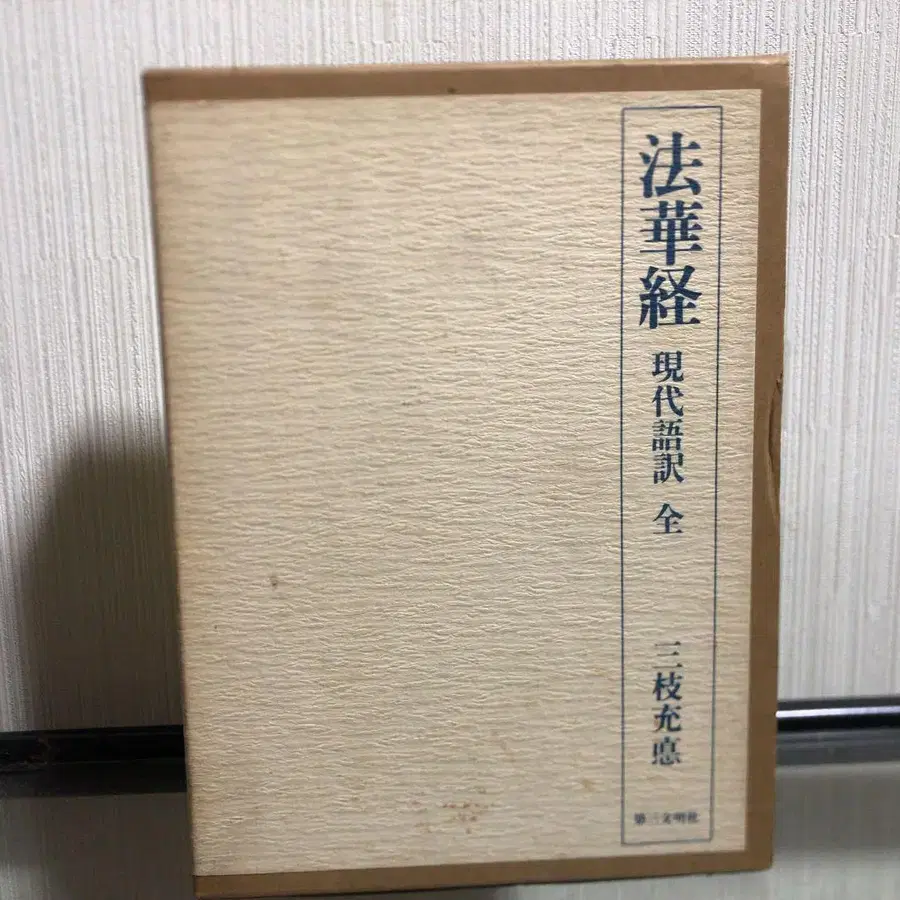 法華経 現代語訳 全
三枝充悳
第三文明社